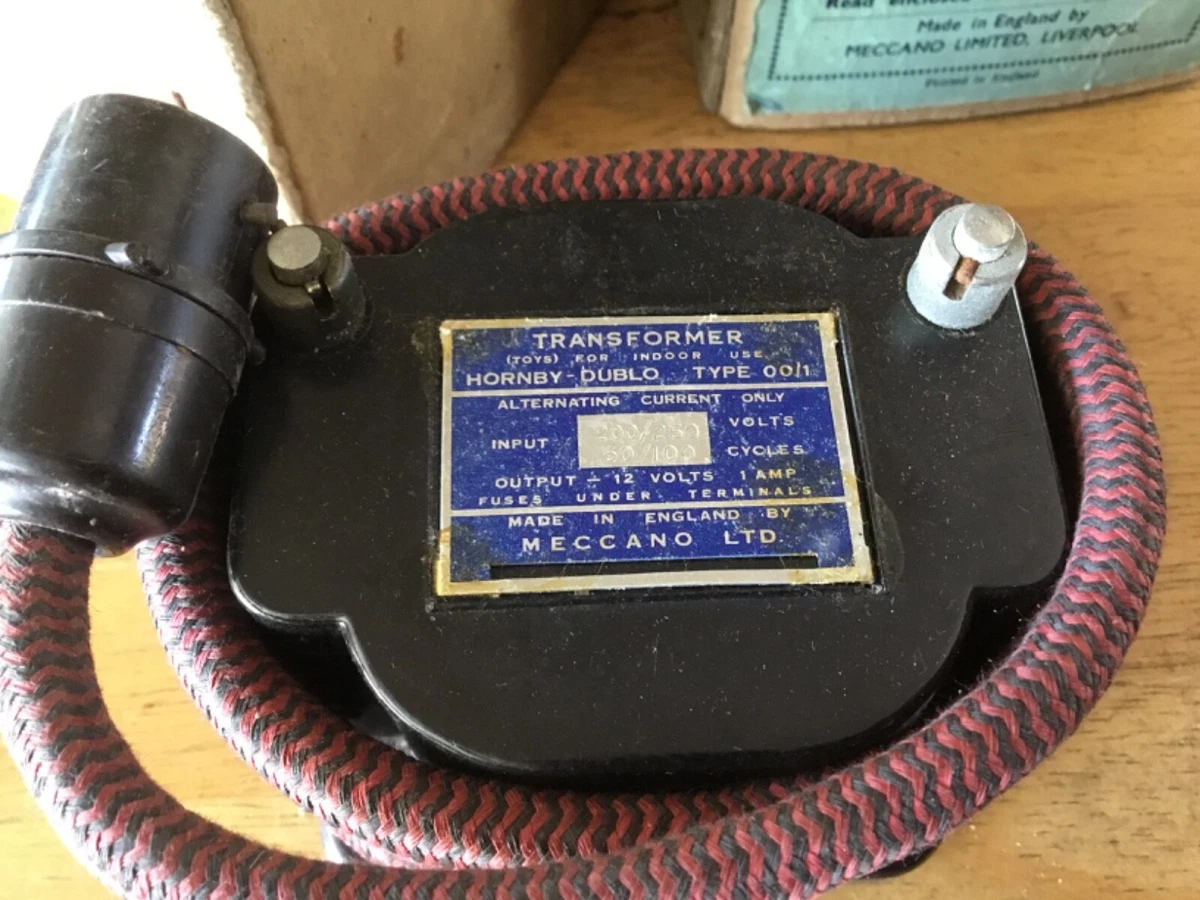 Read enclosed
Made in England by
MECCANO LIMITED, LIVERPOOL
Printed in England
TRANSFORMER
(TOYS) FOR INDOOR USE
HORNBY-DUBLO TYPE 00/1
ALTERNATING CURRENT ONLY
INPUT 200/250 VOLTS
50/100 CYCLES
OUTPUT ÷ 12 VOLTS 1 AMP
FUSES UNDER TERMINALS
MADE IN ENGLAND BY
MECCANO LTD